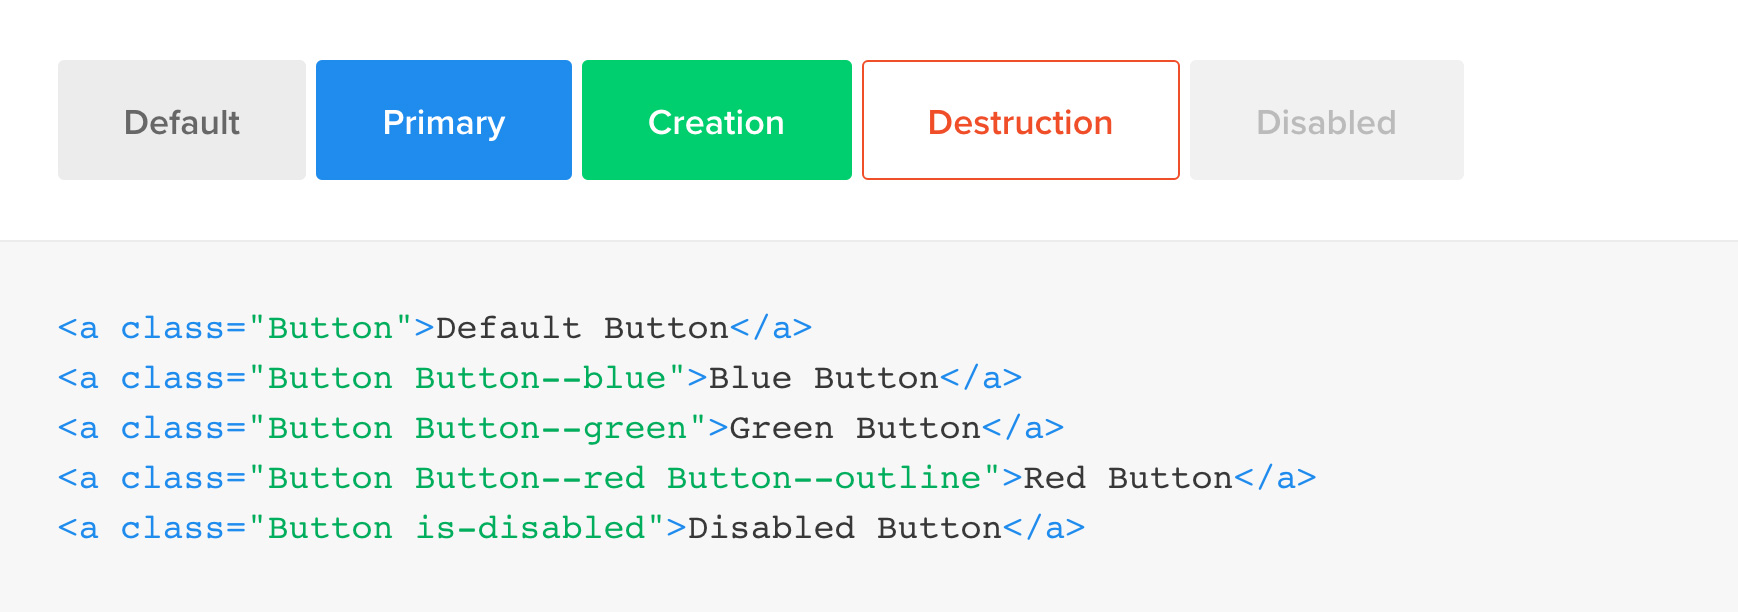 Default Primary Creation Destruction Disabled
<a class="Button">Default Button</a>
<a class="Button Button--blue">Blue Button</a>
<a class="Button Button--green">Green Button</a>
<a class="Button Button--red Button--outline">Red Button</a>
<a class="Button is-disabled">Disabled Button</a>